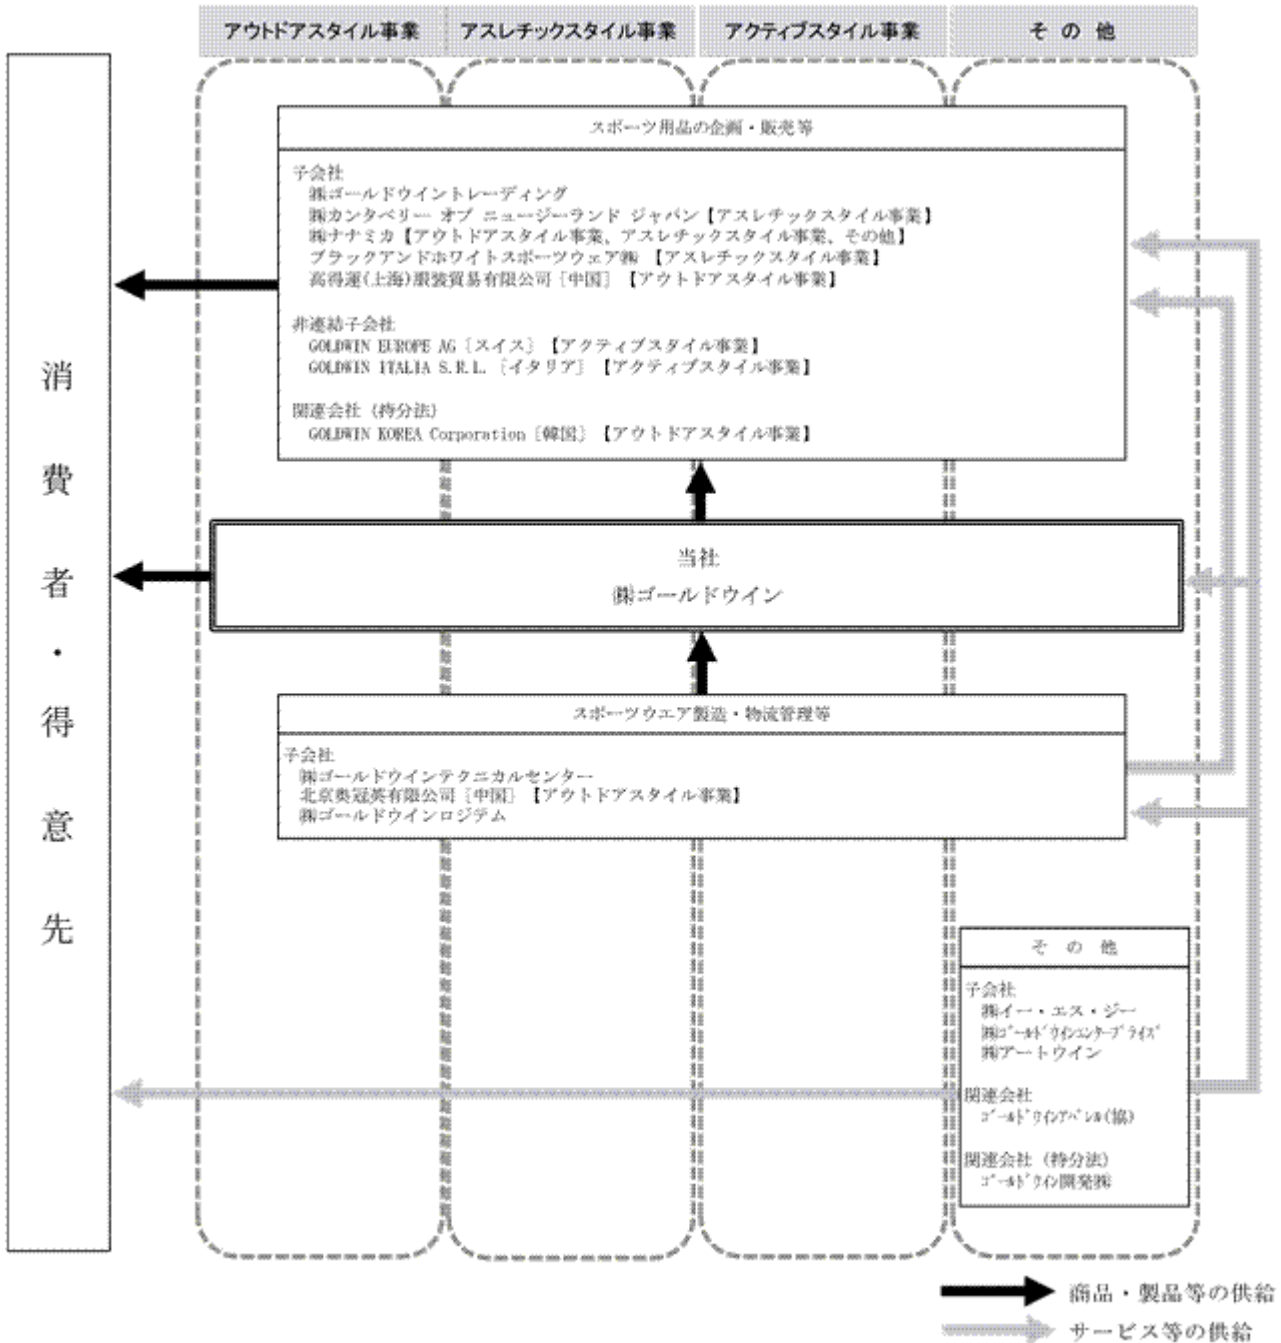 アウトドアスタイル事業
アスレチックスタイル事業
アクティブスタイル事業
その他
消費者・得意先
スポーツ用品の企画・販売等
子会社
㈱ゴールドウイントレーディング
㈱カンタベリー オブ ニュージーランド ジャパン【アスレチックスタイル事業】
㈱ナナミカ【アウトドアスタイル事業、アスレチックスタイル事業、その他】
ブラックアンドホワイトスポーツウェア㈱ 【アスレチックスタイル事業】
高得運(上海)服装貿易有限公司［中国］【アウトドアスタイル事業】
非連結子会社
GOLDWIN EUROPE AG［スイス］【アクティブスタイル事業】
GOLDWIN ITALIA S.R.L.［イタリア］【アクティブスタイル事業】
関連会社（持分法）
GOLDWIN KOREA Corporation［韓国］【アウトドアスタイル事業】
当社
㈱ゴールドウイン
スポーツウエア製造・物流管理等
子会社
㈱ゴールドウインテクニカルセンター
北京奥冠英有限公司［中国］【アウトドアスタイル事業】
㈱ゴールドウインロジテム
その他
子会社
㈱イー・エス・ジー
㈱ｺﾞｰﾙﾄﾞｳｲﾝｴﾝﾀｰﾌﾟﾗｲｽﾞ
㈱アートウイン
関連会社
ｺﾞｰﾙﾄﾞｳｲﾝｱﾊﾞﾝﾙ(協)
関連会社（持分法）
ｺﾞｰﾙﾄﾞｳｲﾝ開発㈱
商品・製品等の供給
サービス等の供給